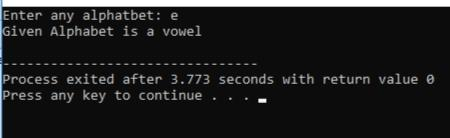 Enter any alphatbet: e
Given Alphabet is a vowel
--------------------------------
Process exited after 3.773 seconds with return value 0
Press any key to continue . . .